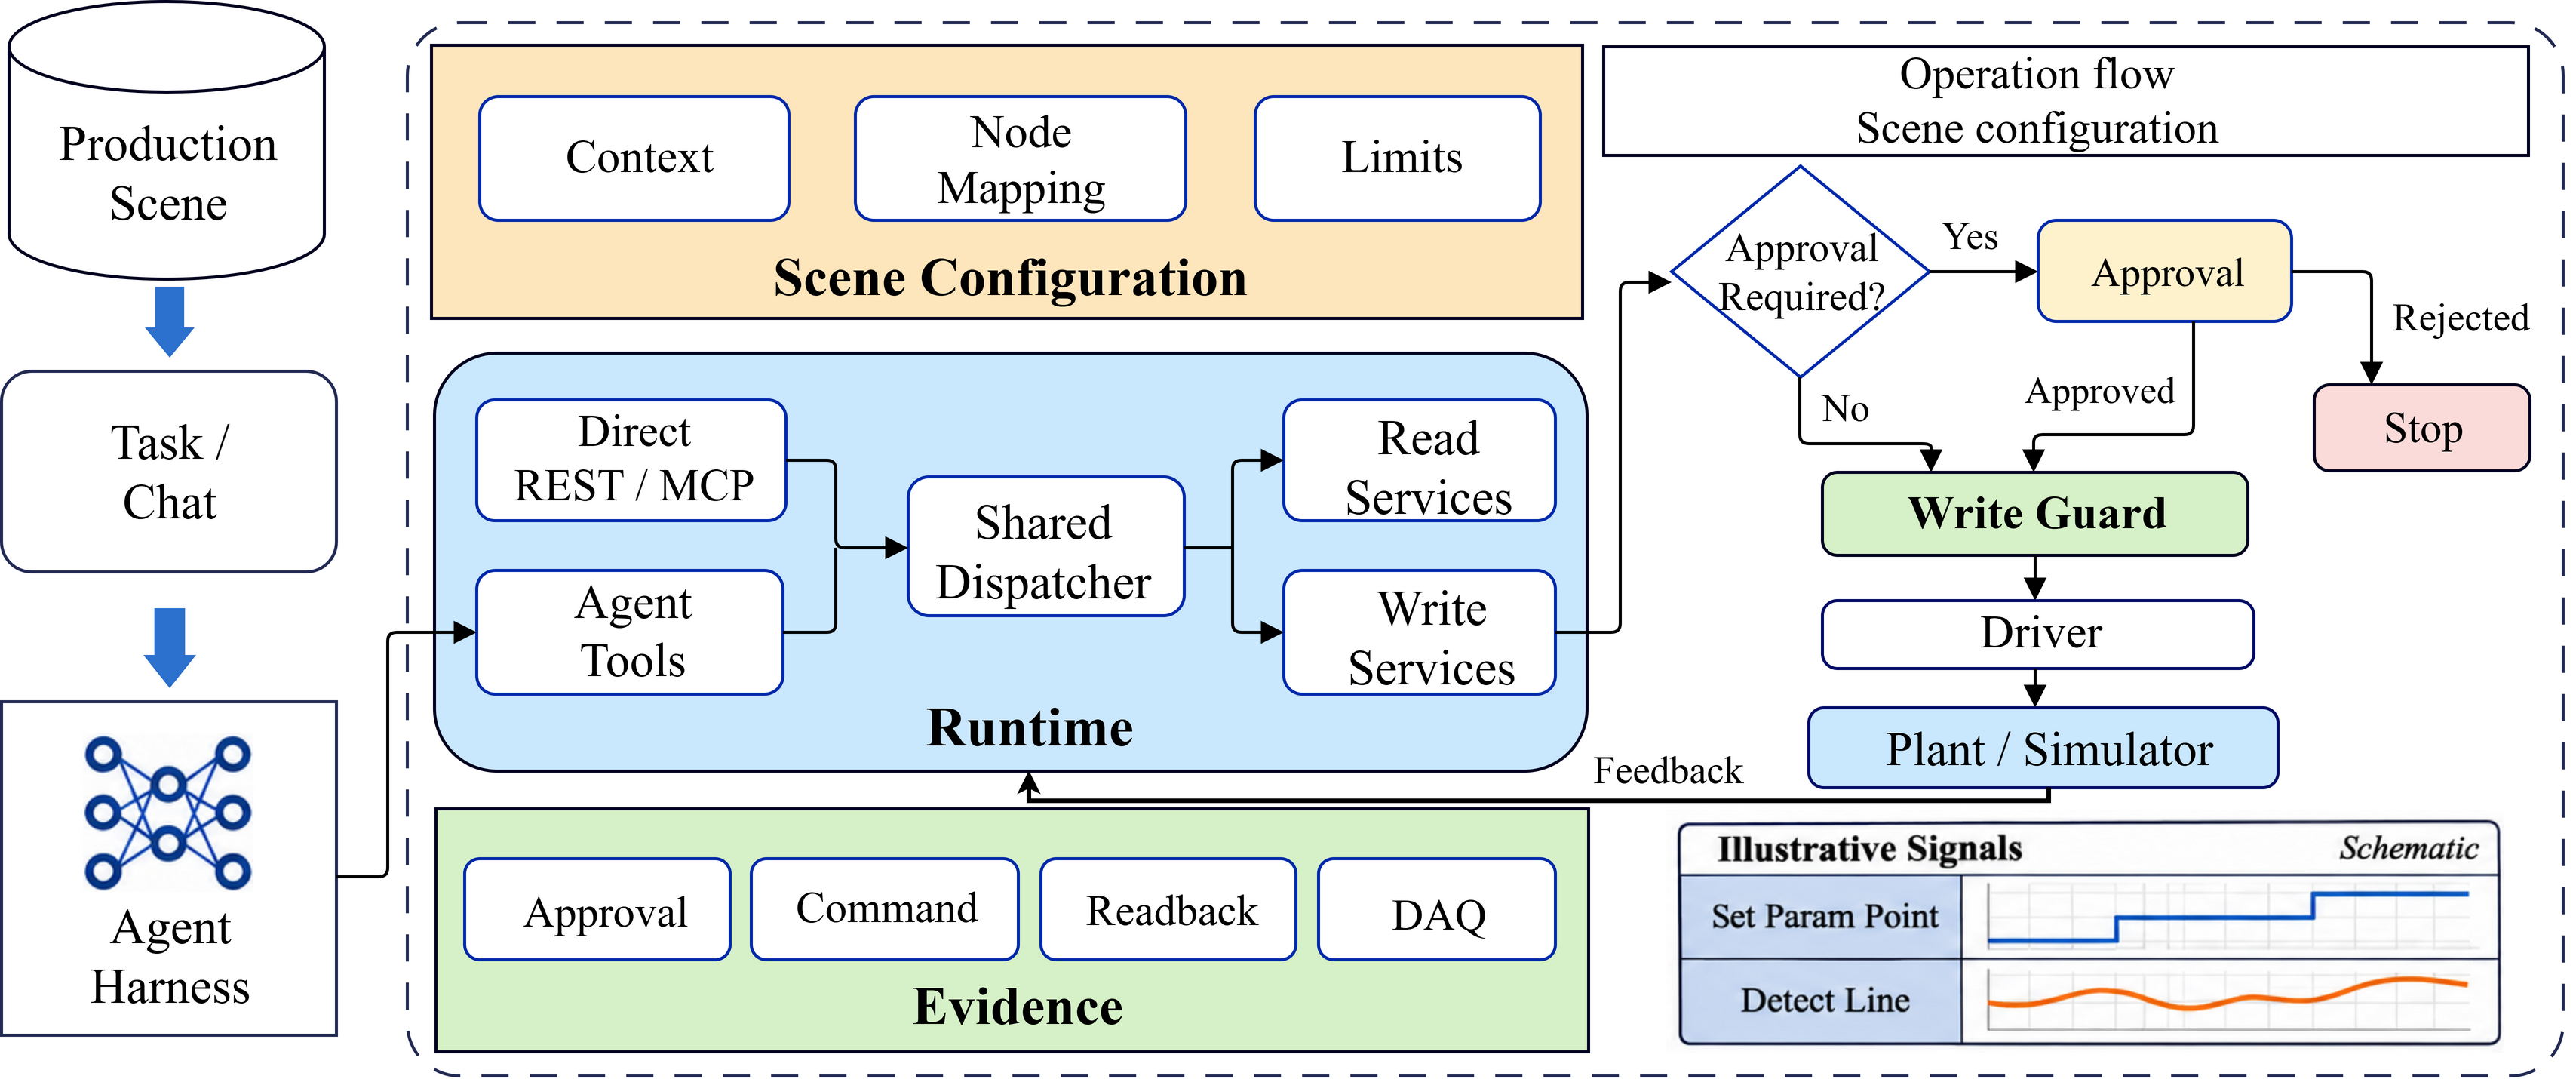 Production
Scene
Task /
Chat
Agent
Harness
Context
Node
Mapping
Limits
Scene Configuration
Direct
REST / MCP
Agent
Tools
Shared
Dispatcher
Read
Services
Write
Services
Runtime
Approval
Command
Readback
DAQ
Evidence
Operation flow
Scene configuration
Approval
Required?
Yes
Approval
Rejected
No
Approved
Stop
Write Guard
Driver
Plant / Simulator
Feedback
Illustrative Signals
Schematic
Set Param Point
Detect Line